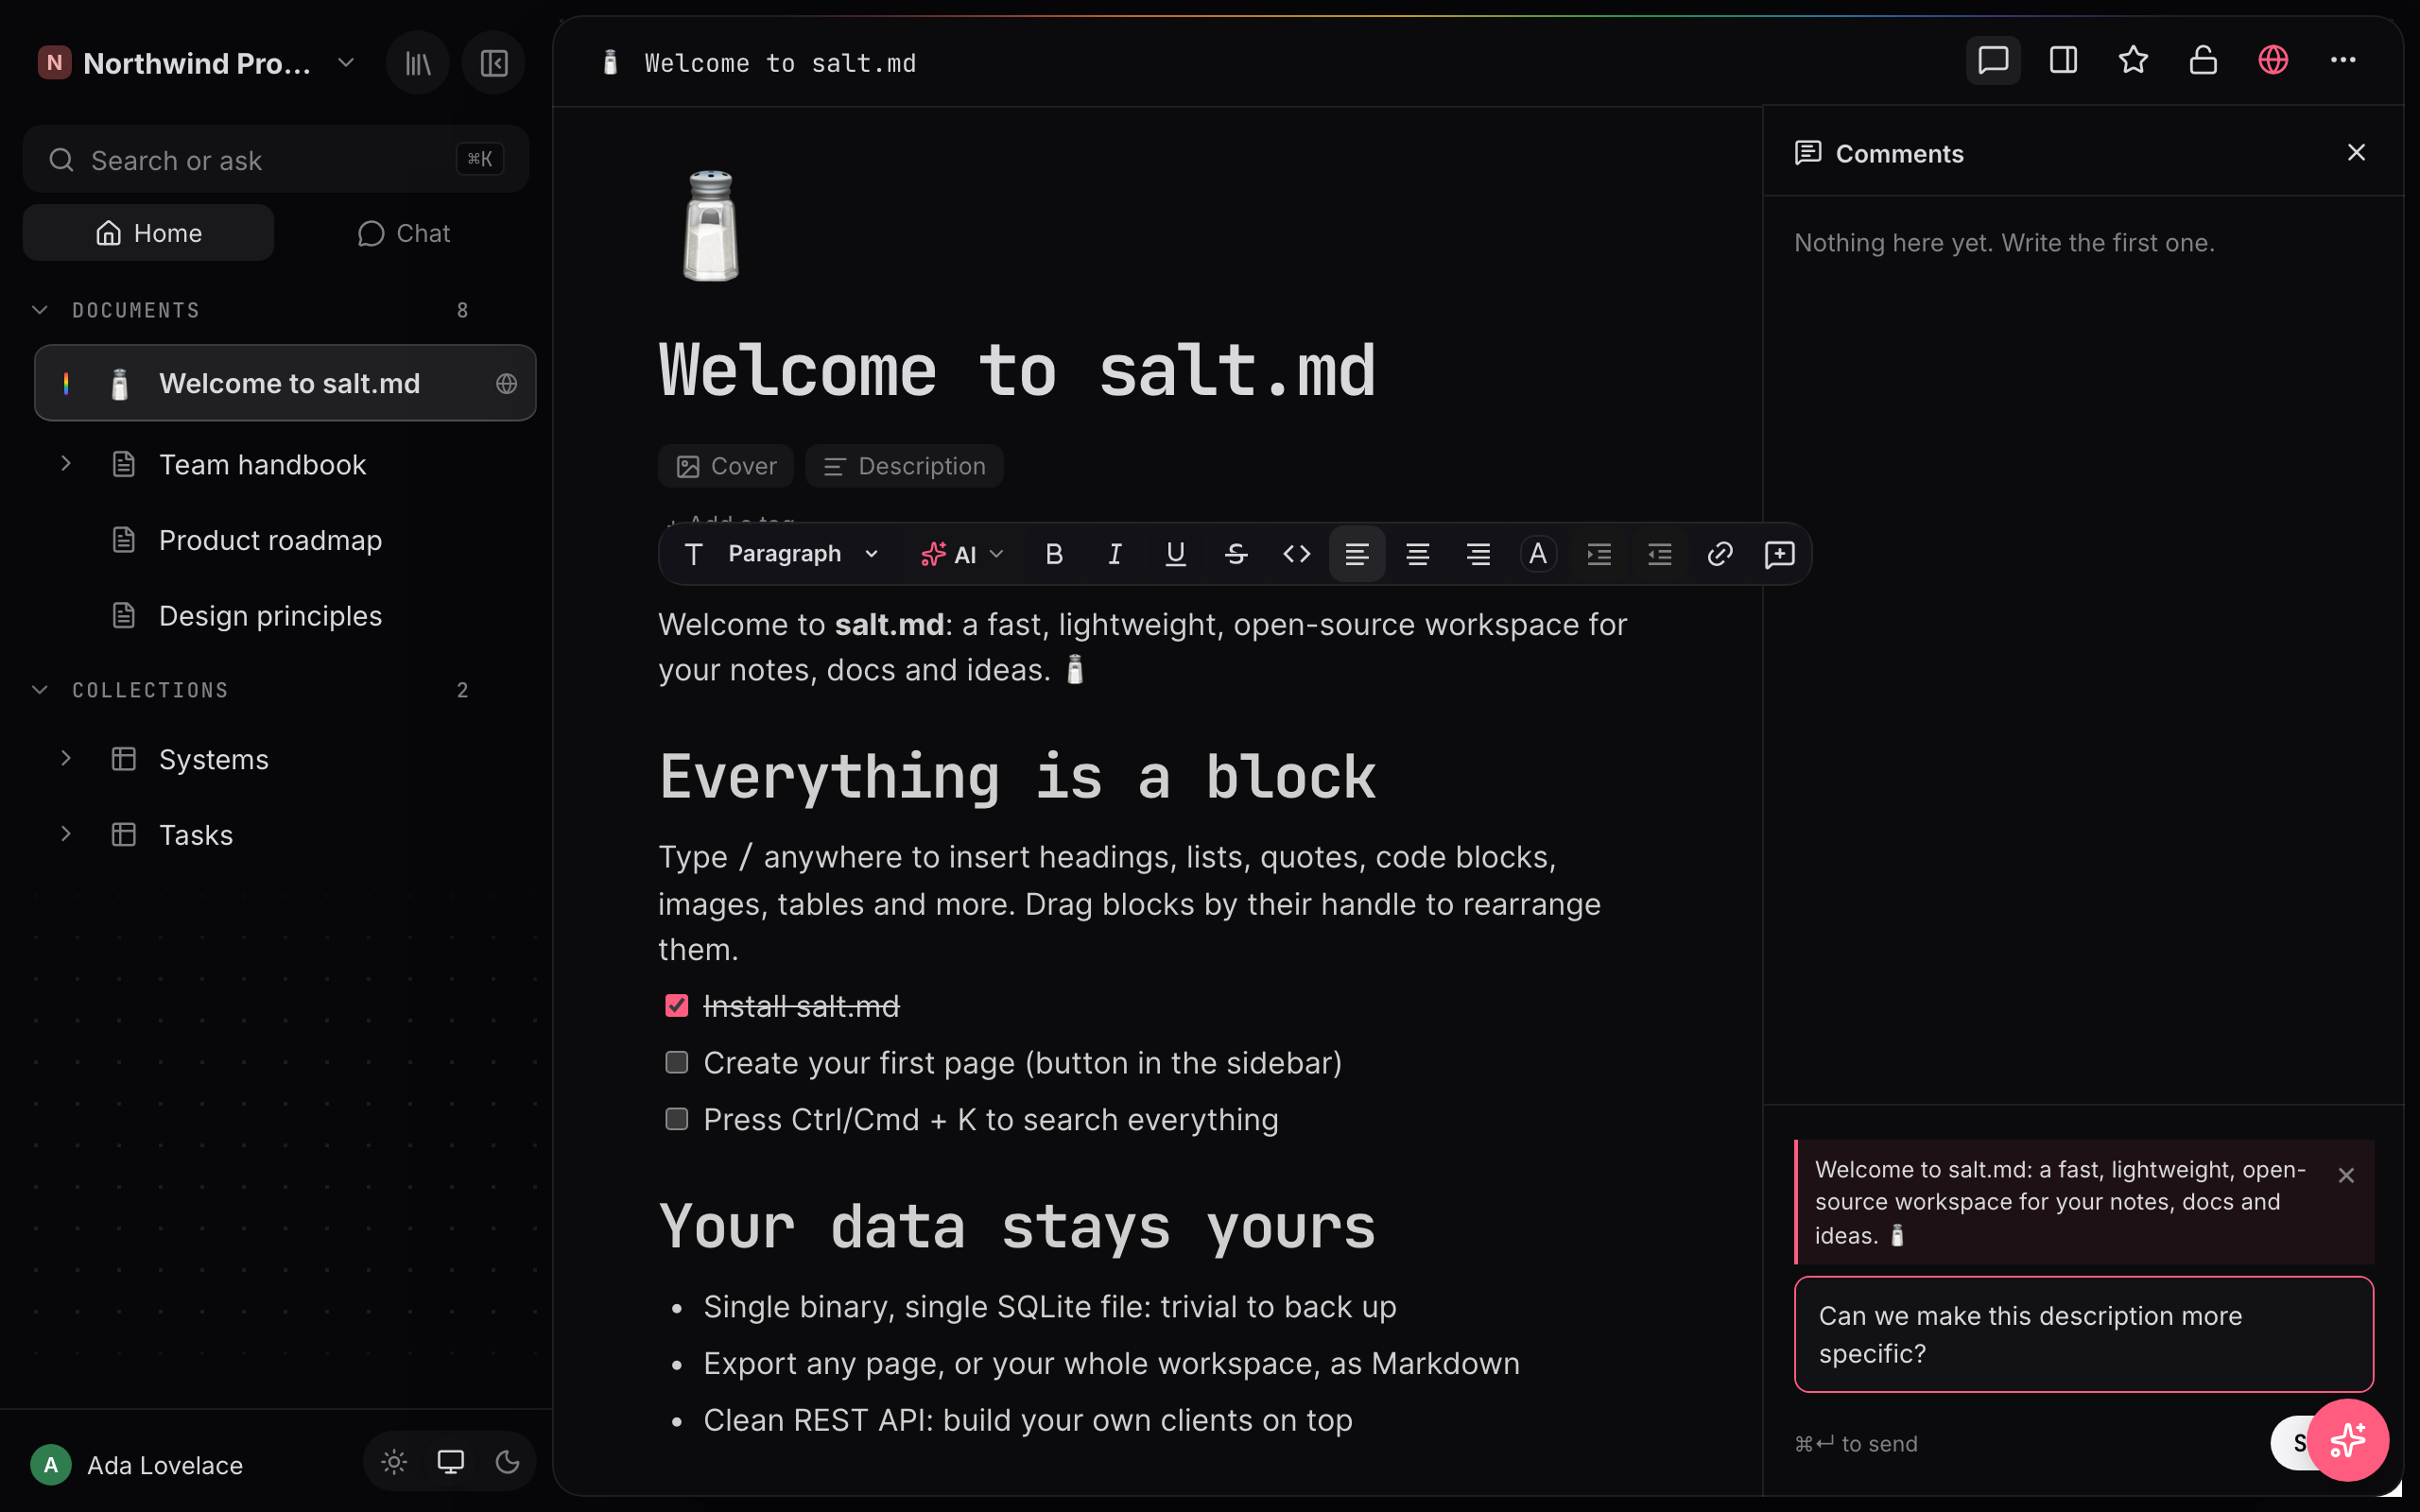 N Northwind Pro...
Search or ask ⌘K
Home Chat
DOCUMENTS 8
Welcome to salt.md
Team handbook
Product roadmap
Design principles
COLLECTIONS 2
Systems
Tasks
A Ada Lovelace
Welcome to salt.md
Welcome to salt.md
Cover Description
+ Add a tag
Paragraph AI B I U S <> A
Welcome to salt.md: a fast, lightweight, open-source workspace for
your notes, docs and ideas.
Everything is a block
Type / anywhere to insert headings, lists, quotes, code blocks,
images, tables and more. Drag blocks by their handle to rearrange
them.
Install salt.md
Create your first page (button in the sidebar)
Press Ctrl/Cmd + K to search everything
Your data stays yours
• Single binary, single SQLite file: trivial to back up
• Export any page, or your whole workspace, as Markdown
• Clean REST API: build your own clients on top
Comments
Nothing here yet. Write the first one.
Welcome to salt.md: a fast, lightweight, open-
source workspace for your notes, docs and
ideas.
Can we make this description more
specific?
⌘↵ to send